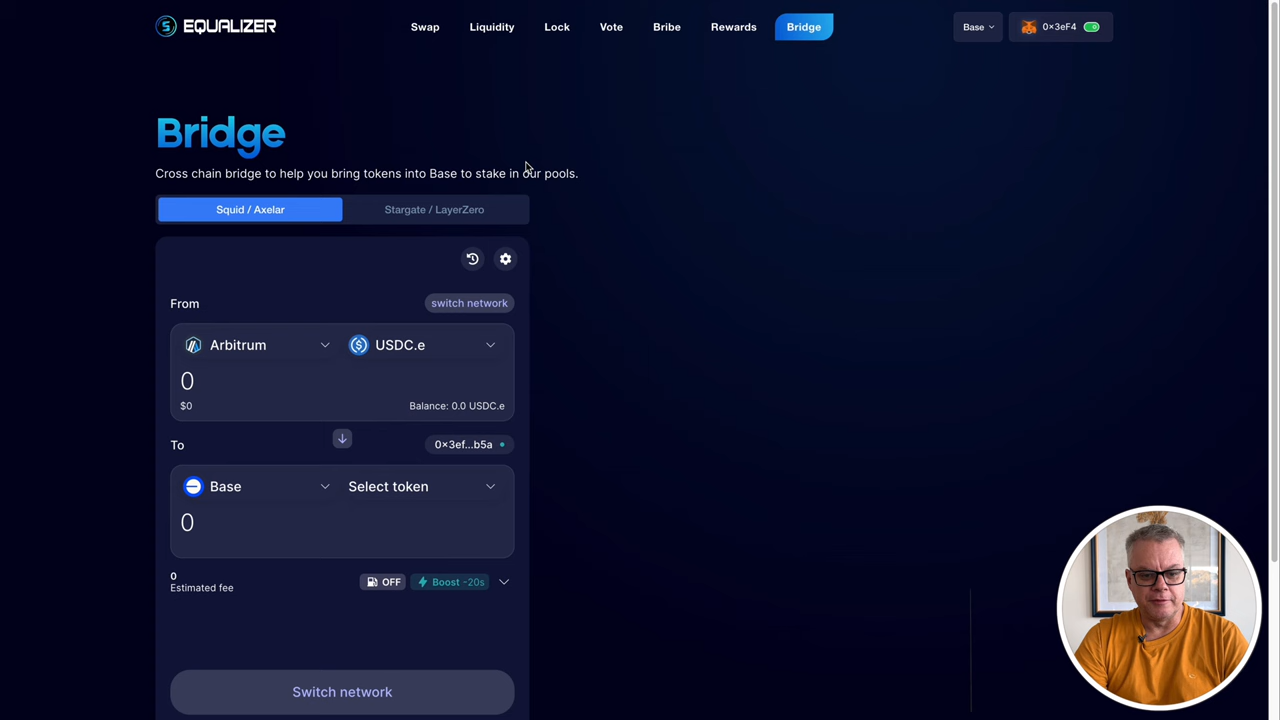 EQUALIZER
Swap
Liquidity
Lock
Vote
Bribe
Rewards
Bridge
Base
0×3eF4
Bridge
Cross chain bridge to help you bring tokens into Base to stake in our pools.
Squid / Axelar
Stargate / LayerZero
From
switch network
Arbitrum
USDC.e
0
$0
Balance: 0.0 USDC.e
To
0×3ef...b5a
Base
Select token
0
0
Estimated fee
OFF
Boost -20s
Switch network